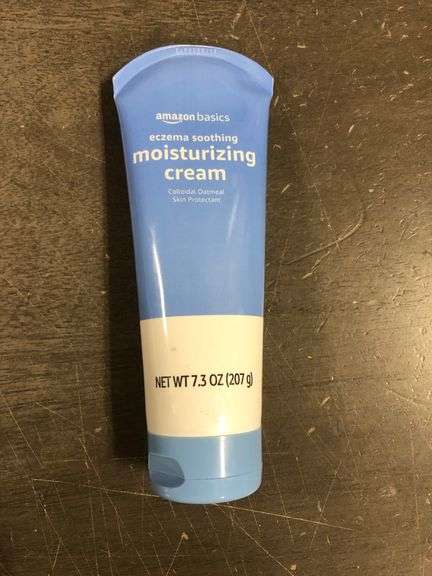 amazon basics
eczema soothing
moisturizing
cream
Colloidal Oatmeal
Skin Protectant
NET WT 7.3 OZ (207 g)